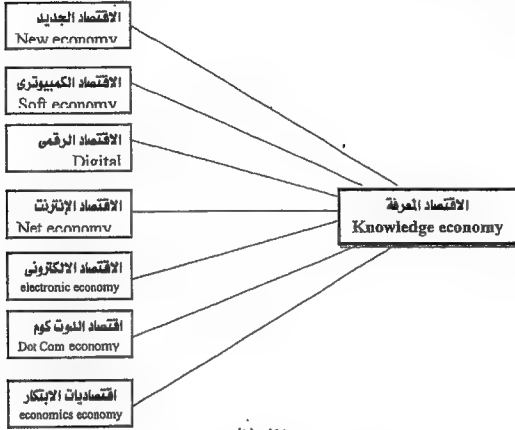 الاقتصاد الجديد
New economy
الاقتصاد الكمبيوترى
Soft economy
الاقتصاد الرقمى
Digital
الاقتصاد الإنترنت
Net economy
الاقتصاد الالكترونى
electronic economy
اقتصاد الدوت كوم
Dot Com economy
اقتصاديات الابتكار
economics economy
الاقتصاد المعرفة
Knowledge economy